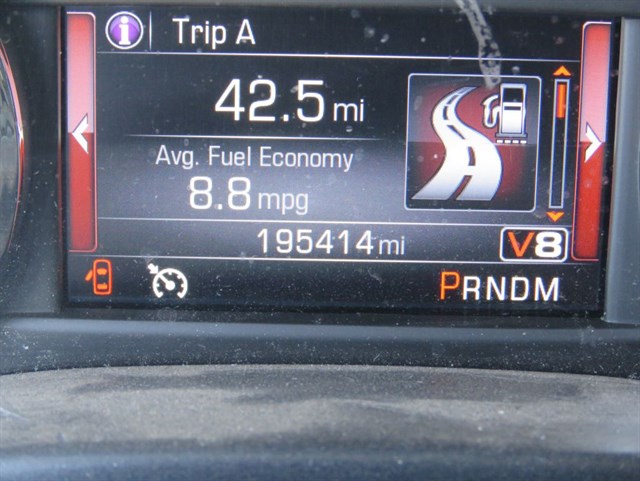 i Trip A
42.5 mi
Avg. Fuel Economy
8.8 mpg
195414 mi V8
PRNDM